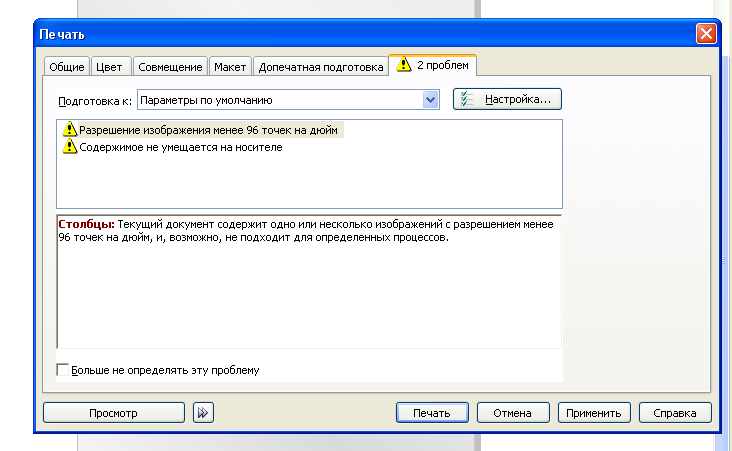 Печать
Общие Цвет Совмещение Макет Допечатная подготовка 2 проблем
Подготовка к: Параметры по умолчанию Настройка...
Разрешение изображения менее 96 точек на дюйм
Содержимое не умещается на носителе
Столбцы: Текущий документ содержит одно или несколько изображений с разрешением менее
96 точек на дюйм, и, возможно, не подходит для определенных процессов.
Больше не определять эту проблему
Просмотр Печать Отмена Применить Справка